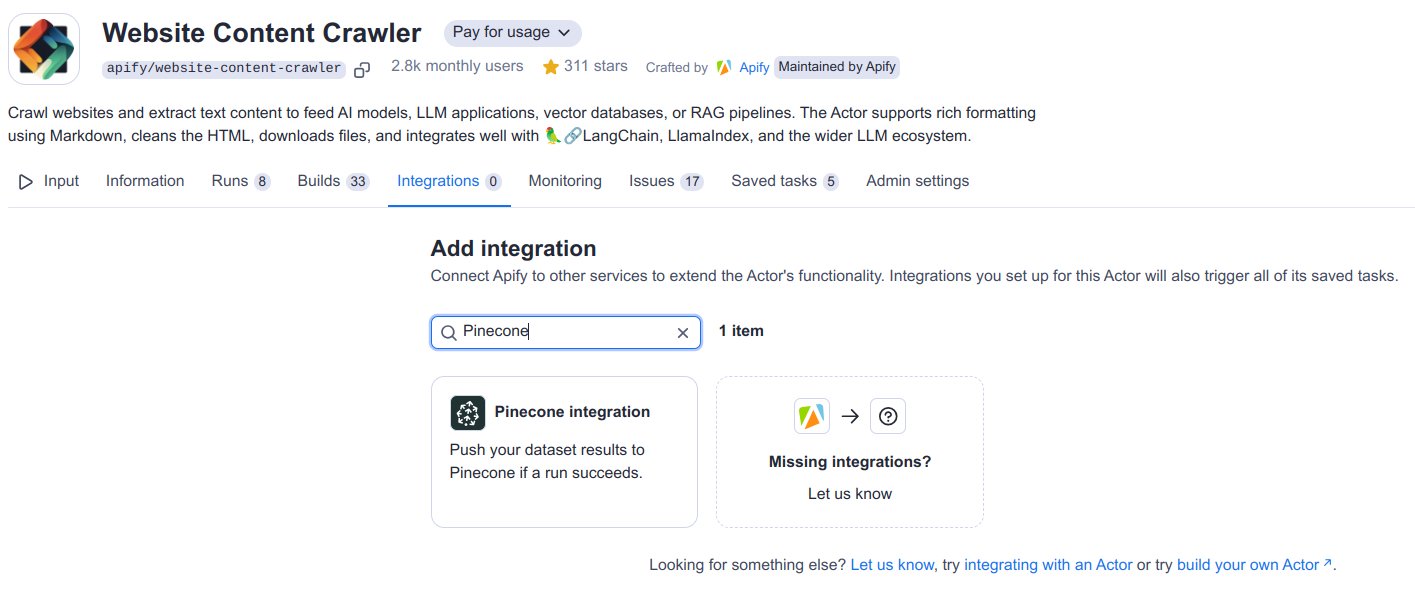 Website Content Crawler Pay for usage
apify/website-content-crawler 2.8k monthly users 311 stars Crafted by Apify Maintained by Apify
Crawl websites and extract text content to feed AI models, LLM applications, vector databases, or RAG pipelines. The Actor supports rich formatting
using Markdown, cleans the HTML, downloads files, and integrates well with 🦜🔗LangChain, LlamaIndex, and the wider LLM ecosystem.
Input Information Runs 8 Builds 33 Integrations 0 Monitoring Issues 17 Saved tasks 5 Admin settings
Add integration
Connect Apify to other services to extend the Actor's functionality. Integrations you set up for this Actor will also trigger all of its saved tasks.
Pinecone 1 item
Pinecone integration
Push your dataset results to
Pinecone if a run succeeds.
Missing integrations?
Let us know
Looking for something else? Let us know, try integrating with an Actor or try build your own Actor ↗.